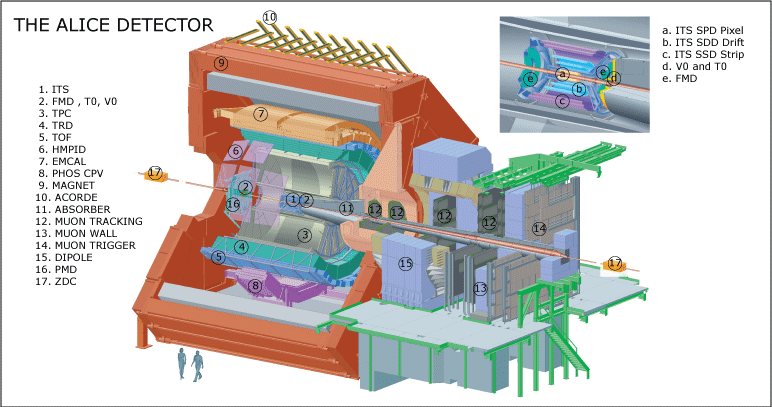 THE ALICE DETECTOR
1. ITS
2. FMD , T0, V0
3. TPC
4. TRD
5. TOF
6. HMPID
7. EMCAL
8. PHOS CPV
9. MAGNET
10. ACORDE
11. ABSORBER
12. MUON TRACKING
13. MUON WALL
14. MUON TRIGGER
15. DIPOLE
16. PMD
17. ZDC
a. ITS SPD Pixel
b. ITS SDD Drift
c. ITS SSD Strip
d. V0 and T0
e. FMD
10
9
7
6
17
2
16
1
2
11
12
12
12
12
14
3
4
5
8
15
13
17
e
a
e
d
b
c